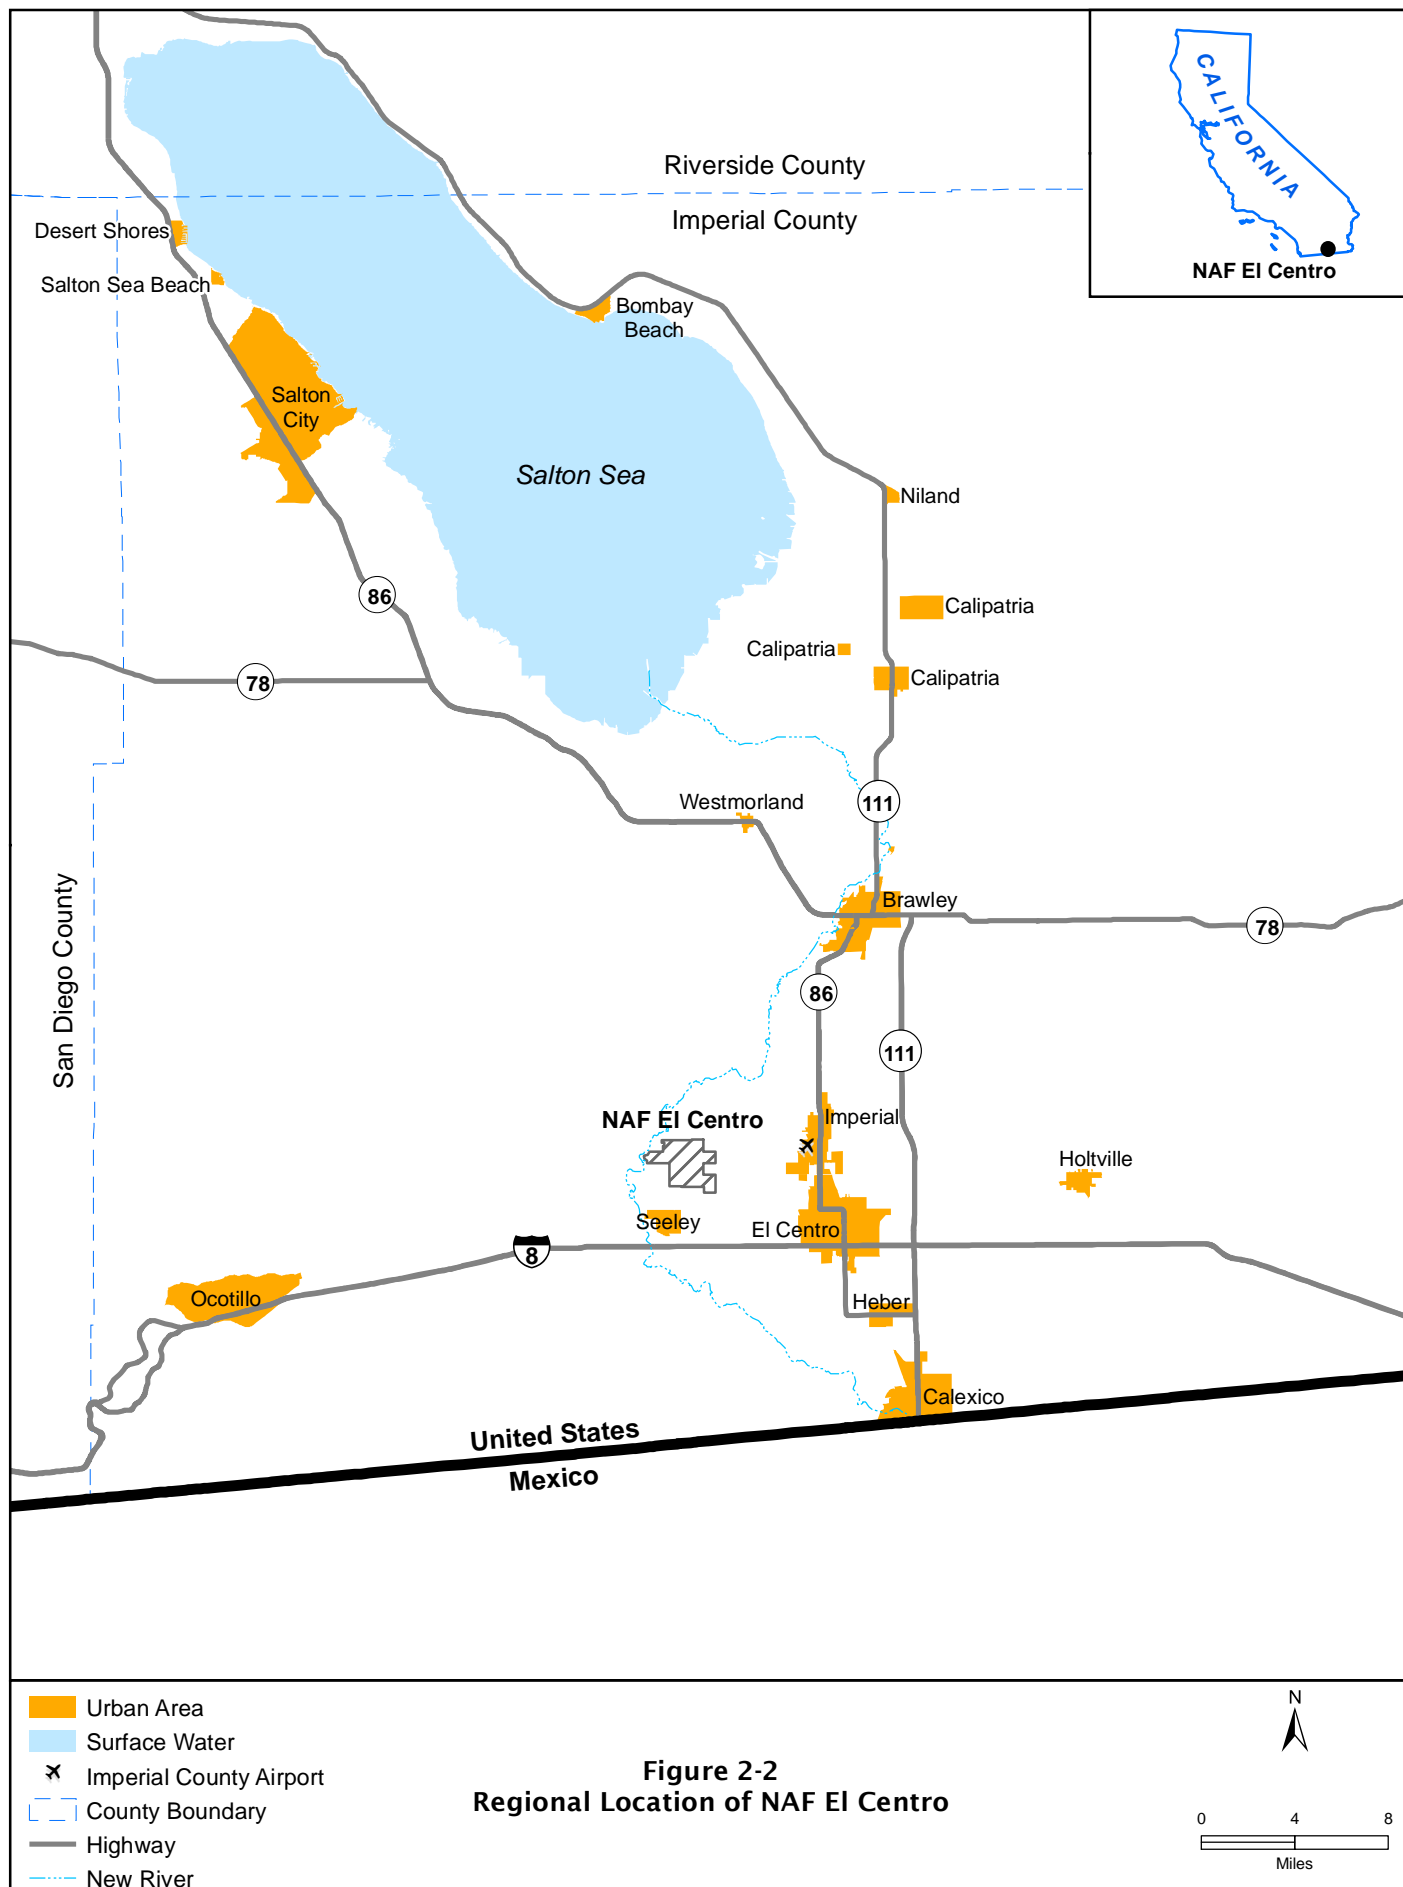 CALIFORNIA
NAF El Centro
Riverside County
Imperial County
Desert Shores
Salton Sea Beach
Bombay
Beach
Salton
City
Salton Sea
Niland
86
Calipatria
Calipatria
Calipatria
78
Westmorland
111
Brawley
78
San Diego County
86
111
NAF El Centro
Imperial
Holtville
Seeley
El Centro
8
Ocotillo
Heber
Calexico
United States
Mexico
Urban Area
Surface Water
Imperial County Airport
County Boundary
Highway
New River
Figure 2-2
Regional Location of NAF El Centro
N
0 4 8
Miles